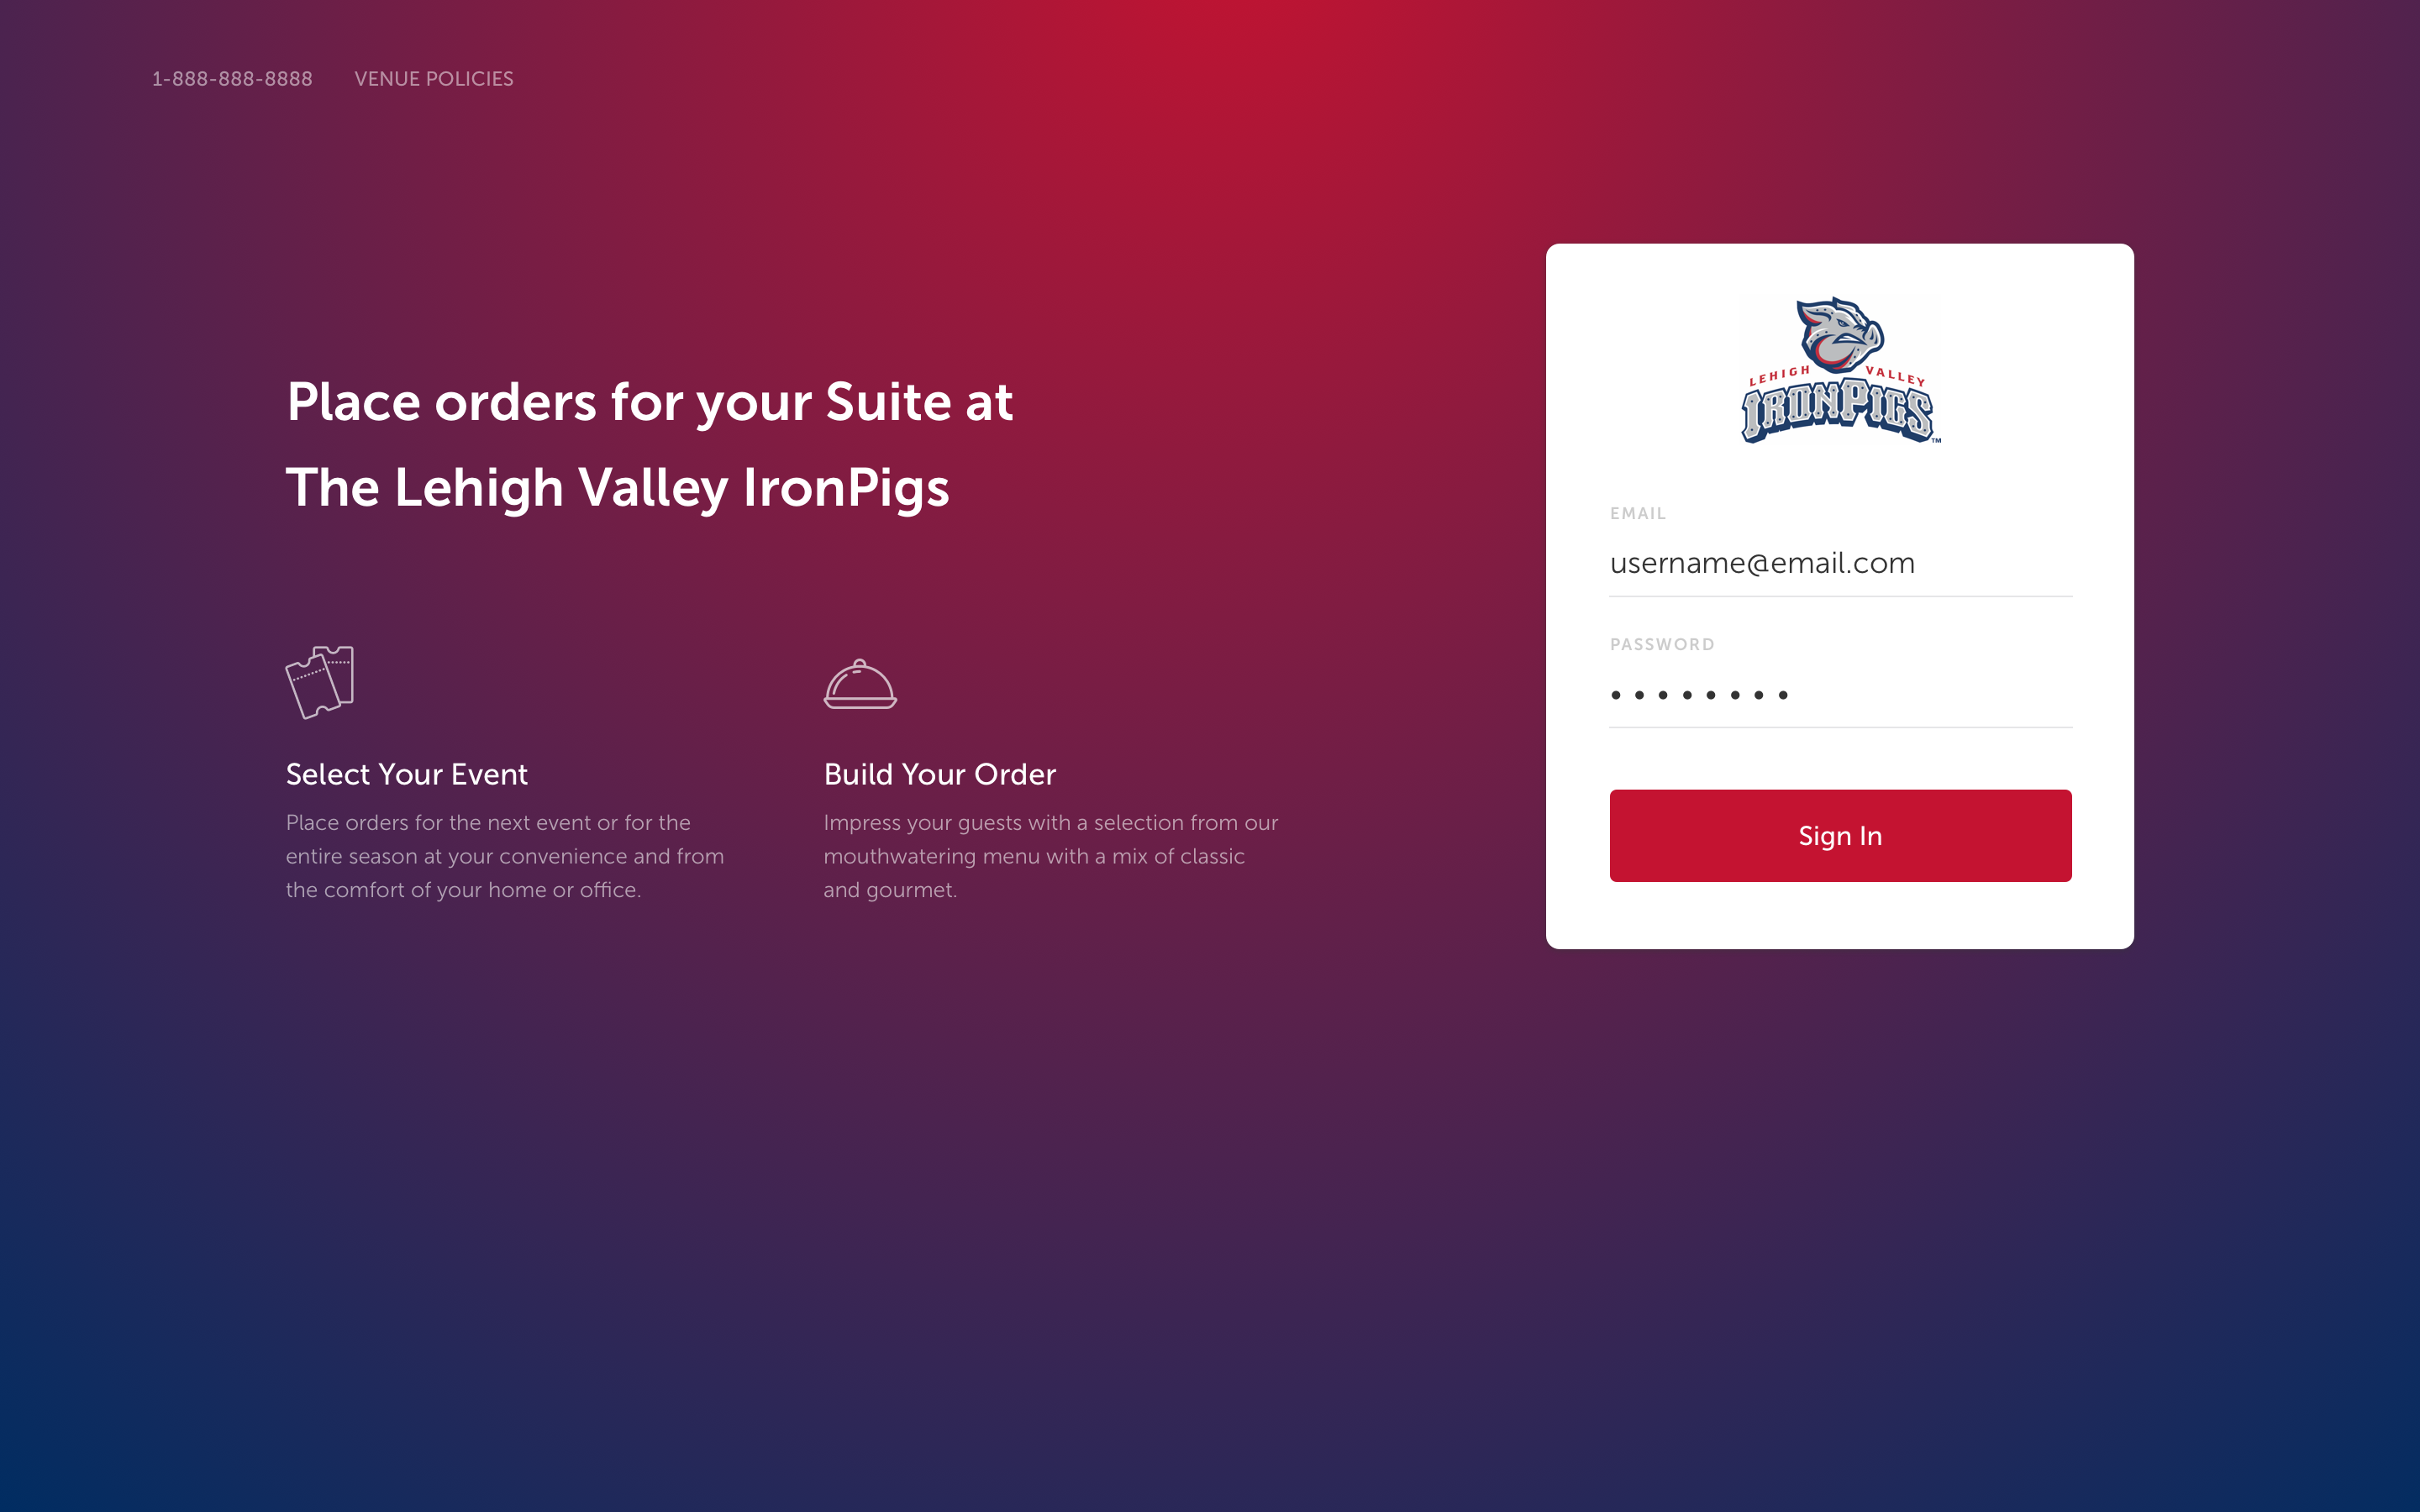 1-888-888-8888 VENUE POLICIES
Place orders for your Suite at
The Lehigh Valley IronPigs
Select Your Event
Place orders for the next event or for the
entire season at your convenience and from
the comfort of your home or office.
Build Your Order
Impress your guests with a selection from our
mouthwatering menu with a mix of classic
and gourmet.
LEHIGH VALLEY
IRONPIGS™
EMAIL
username@email.com
PASSWORD
Sign In